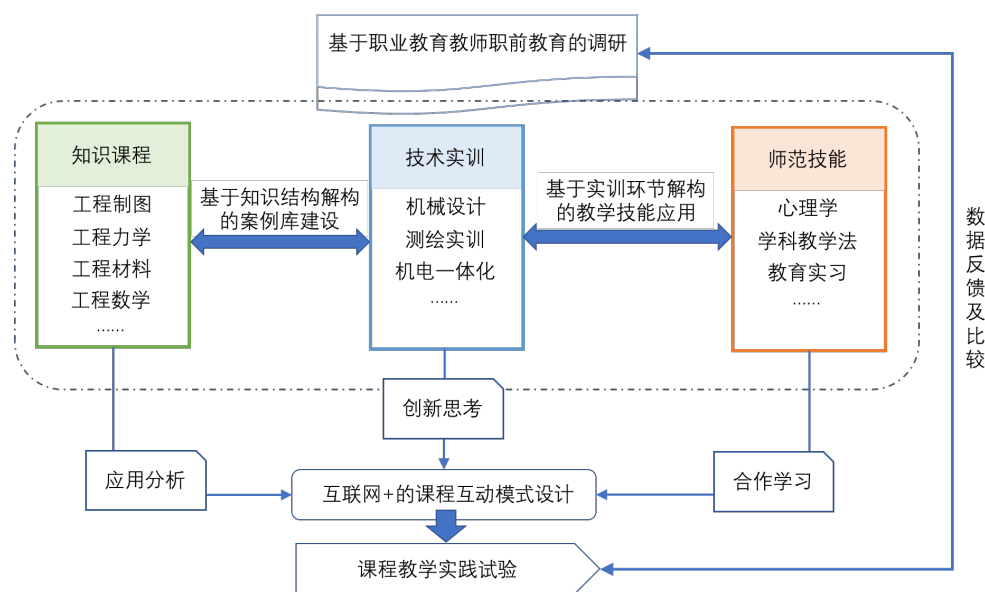 基于职业教育教师职前教育的调研
知识课程
工程制图
工程力学
工程材料
工程数学
……
基于知识结构解构
的案例库建设
技术实训
机械设计
测绘实训
机电一体化
……
基于实训环节解构
的教学技能应用
师范技能
心理学
学科教学法
教育实习
……
数据反馈及比较
创新思考
应用分析
合作学习
互联网+的课程互动模式设计
课程教学实践试验